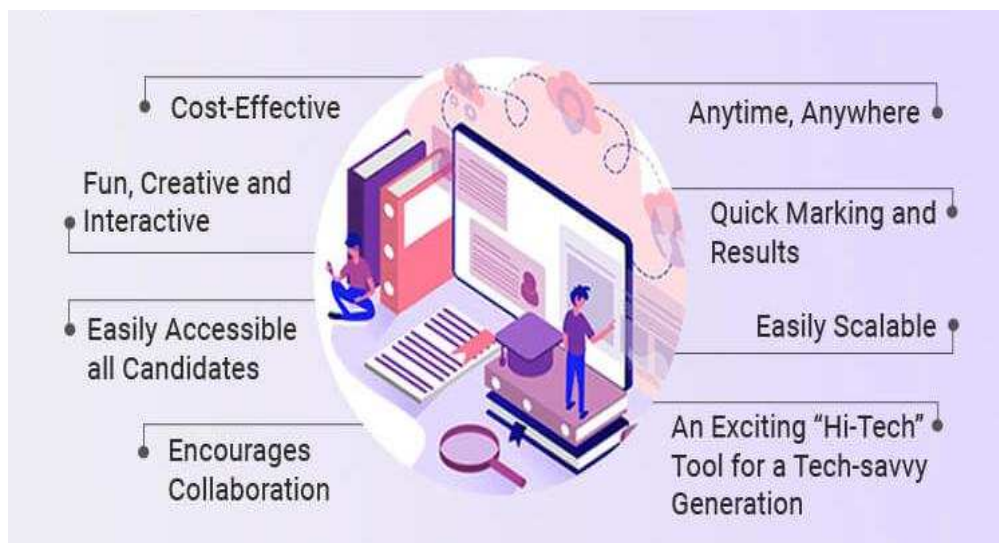 Cost-Effective
Fun, Creative and
Interactive
Easily Accessible
all Candidates
Encourages
Collaboration
Anytime, Anywhere
Quick Marking and
Results
Easily Scalable
An Exciting “Hi-Tech”
Tool for a Tech-savvy
Generation